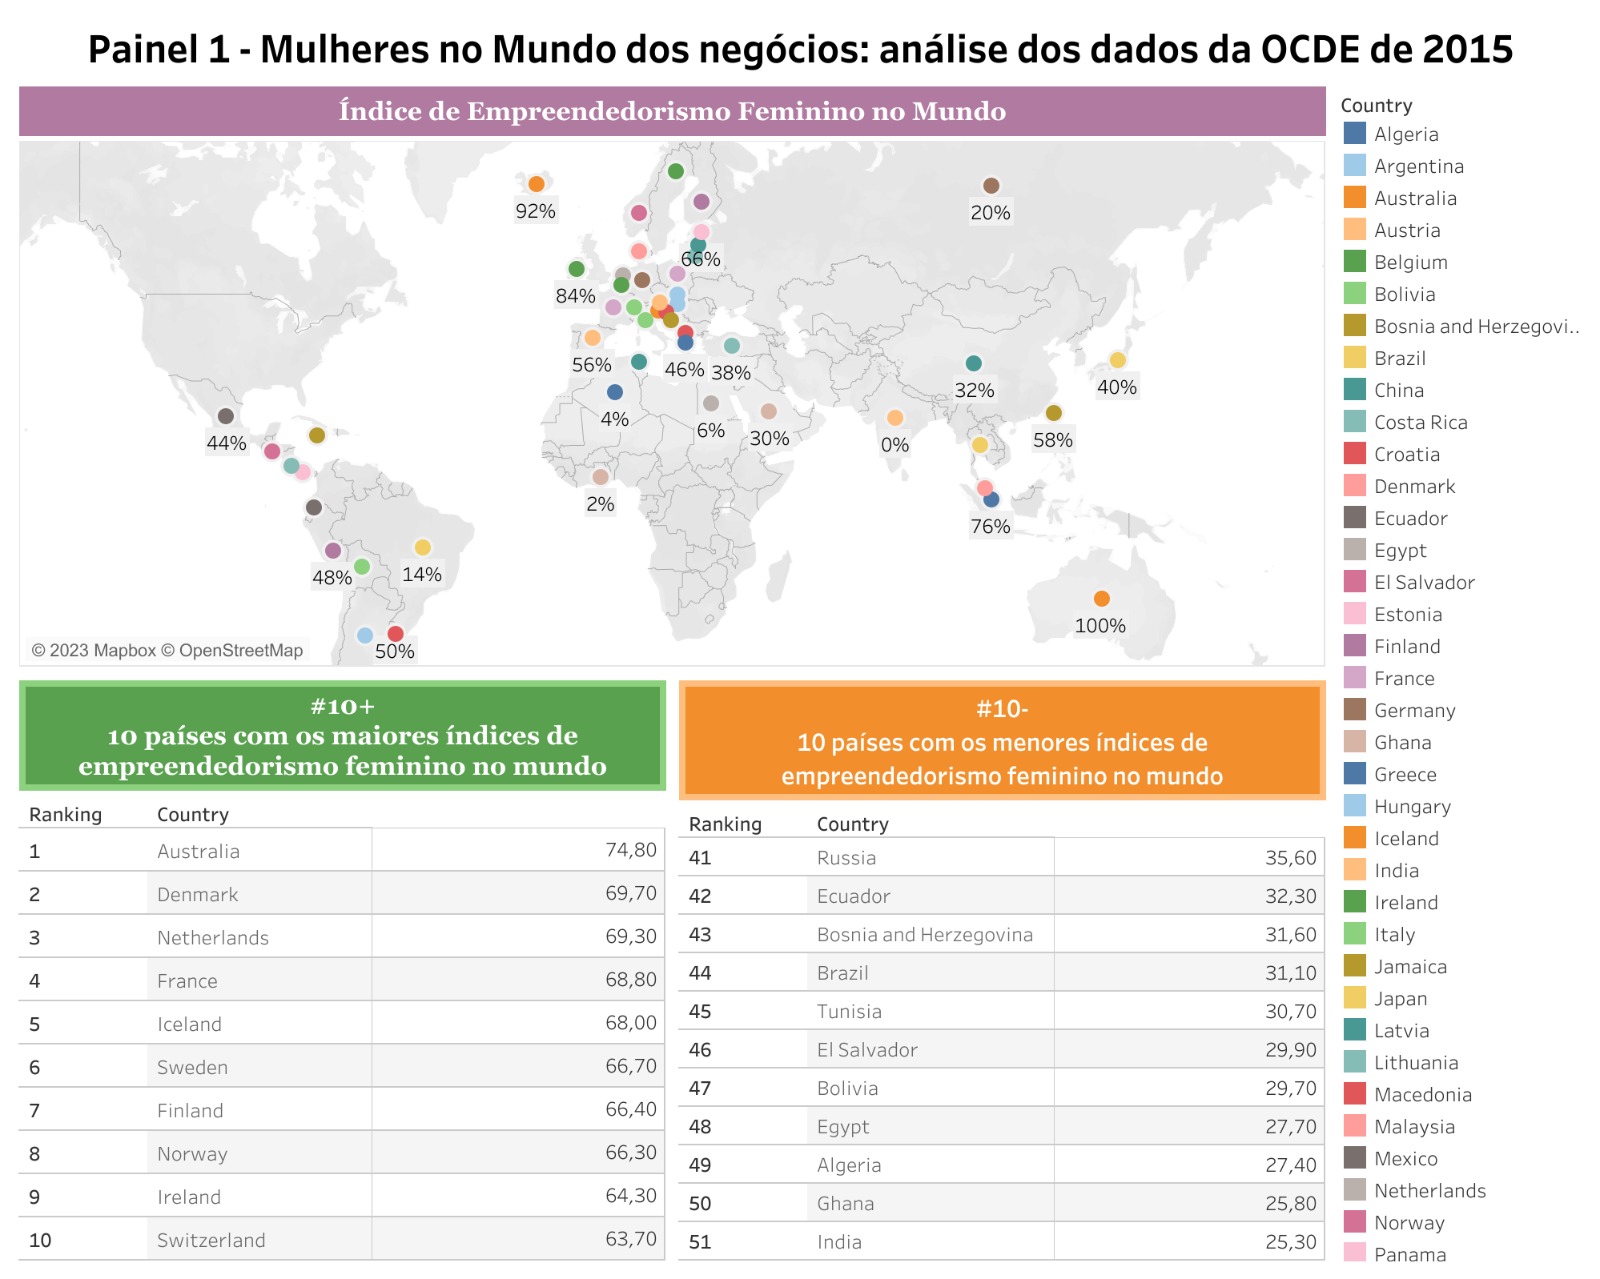 Painel 1 - Mulheres no Mundo dos negócios: análise dos dados da OCDE de 2015
Índice de Empreendedorismo Feminino no Mundo
92%
20%
66%
84%
56%
46%
38%
32%
40%
4%
6%
30%
0%
58%
44%
2%
76%
48%
14%
100%
50%
© 2023 Mapbox © OpenStreetMap
Country
Algeria
Argentina
Australia
Austria
Belgium
Bolivia
Bosnia and Herzegovi..
Brazil
China
Costa Rica
Croatia
Denmark
Ecuador
Egypt
El Salvador
Estonia
Finland
France
Germany
Ghana
Greece
Hungary
Iceland
India
Ireland
Italy
Jamaica
Japan
Latvia
Lithuania
Macedonia
Malaysia
Mexico
Netherlands
Norway
Panama
#10+
10 países com os maiores índices de
empreendedorismo feminino no mundo
Ranking Country
1 Australia 74,80
2 Denmark 69,70
3 Netherlands 69,30
4 France 68,80
5 Iceland 68,00
6 Sweden 66,70
7 Finland 66,40
8 Norway 66,30
9 Ireland 64,30
10 Switzerland 63,70
#10-
10 países com os menores índices de
empreendedorismo feminino no mundo
Ranking Country
41 Russia 35,60
42 Ecuador 32,30
43 Bosnia and Herzegovina 31,60
44 Brazil 31,10
45 Tunisia 30,70
46 El Salvador 29,90
47 Bolivia 29,70
48 Egypt 27,70
49 Algeria 27,40
50 Ghana 25,80
51 India 25,30